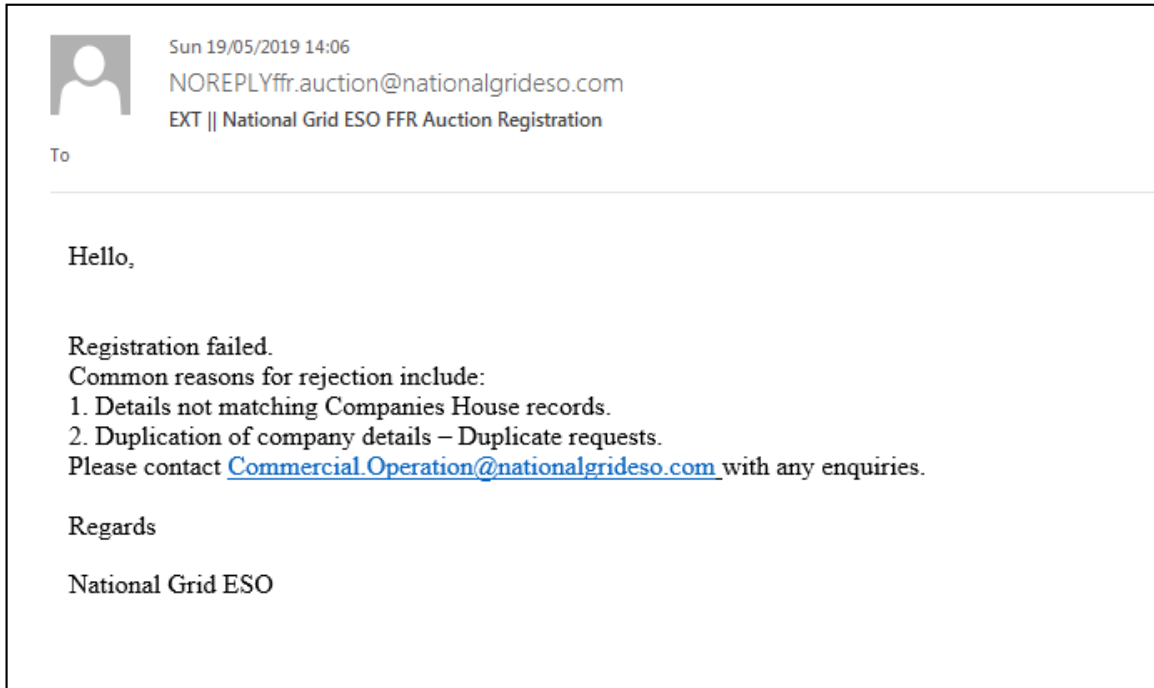 Sun 19/05/2019 14:06
NOREPLYffr.auction@nationalgrideso.com
EXT || National Grid ESO FFR Auction Registration
To
Hello,
Registration failed.
Common reasons for rejection include:
1. Details not matching Companies House records.
2. Duplication of company details – Duplicate requests.
Please contact Commercial.Operation@nationalgrideso.com with any enquiries.
Regards
National Grid ESO